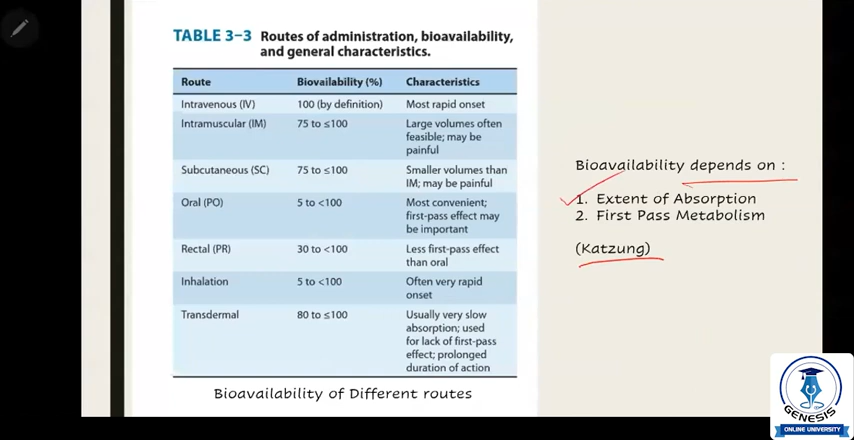 TABLE 3–3 Routes of administration, bioavailability,
and general characteristics.
Route Biovailability (%) Characteristics
Intravenous (IV) 100 (by definition) Most rapid onset
Intramuscular (IM) 75 to ≤100 Large volumes often
feasible; may be
painful
Subcutaneous (SC) 75 to ≤100 Smaller volumes than
IM; may be painful
Oral (PO) 5 to <100 Most convenient;
first-pass effect may
be important
Rectal (PR) 30 to <100 Less first-pass effect
than oral
Inhalation 5 to <100 Often very rapid
onset
Transdermal 80 to ≤100 Usually very slow
absorption; used
for lack of first-pass
effect; prolonged
duration of action
Bioavailability of Different routes
Bioavailability depends on :
1. Extent of Absorption
2. First Pass Metabolism
(Katzung)
GENESIS
ONLINE UNIVERSITY